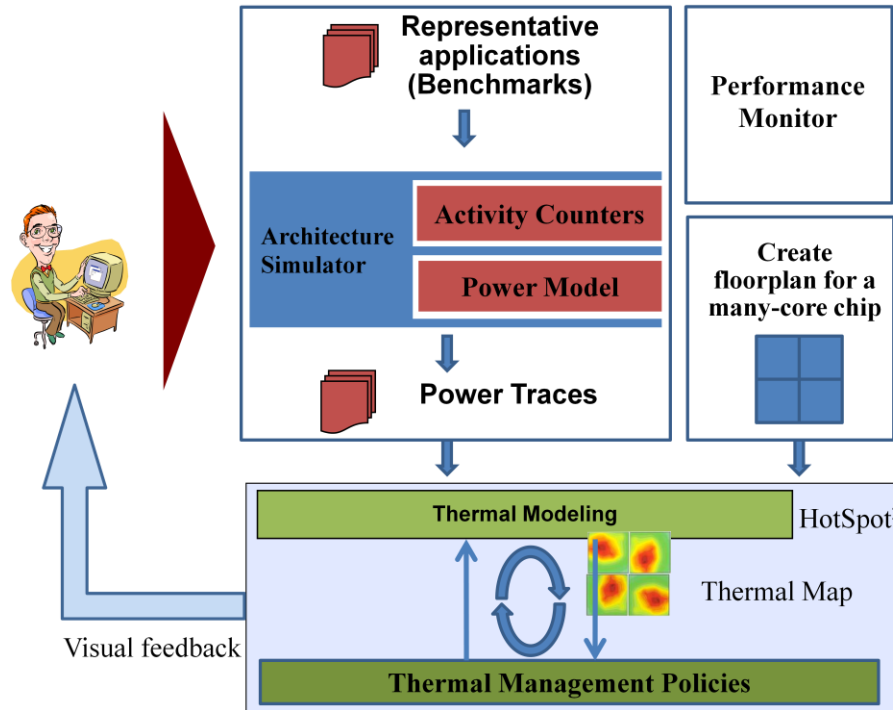 Representative
applications
(Benchmarks)
Performance
Monitor
Architecture
Simulator
Activity Counters
Power Model
Create
floorplan for a
many-core chip
Power Traces
Thermal Modeling
HotSpot
Thermal Map
Visual feedback
Thermal Management Policies